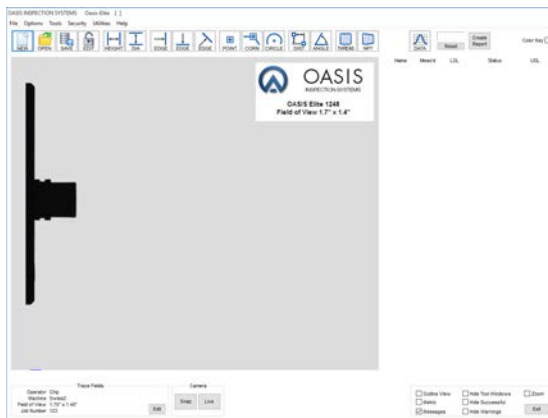 OASIS INSPECTION SYSTEMS Oasis-Elite [ ]
File Options Tools Security Utilities Help
NEW OPEN SAVE EDIT HEIGHT DIA. EDGE EDGE EDGE POINT CORN CIRCLE DIST ANGLE THREAD NPT DATA Reset Create Report Color Key
Name Meas'd LSL Status USL
OASIS
INSPECTION SYSTEMS
OASIS Elite 1248
Field of View 1.7" x 1.4"
Trace Fields
Operator Chip
Machine Swiss2
Field of View 1.70" x 1.40"
Job Number 123
Edit
Camera
Snap Live
Outline View Hide Tool Windows Zoom
Metric Hide Successful
Messages Hide Warnings Exit